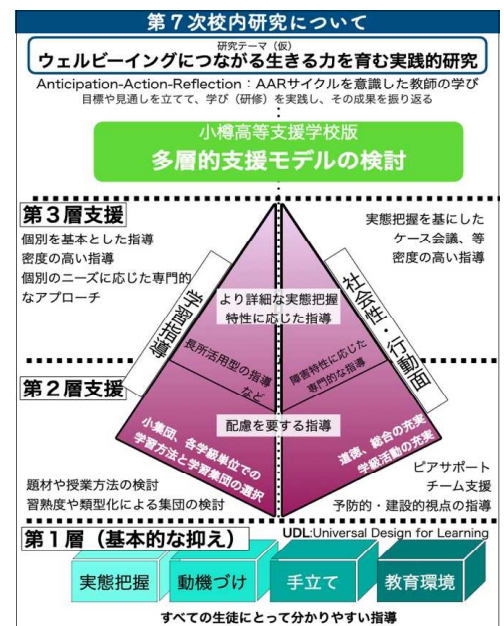 第７次校内研究について
研究テーマ（仮）
ウェルビーイングにつながる生きる力を育む実践的研究
Anticipation-Action-Reflection：AARサイクルを意識した教師の学び
目標や見通しを立てて、学び（研修）を実践し、その成果を振り返る
小樽高等支援学校版
多層的支援モデルの検討
第３層支援
個別を基本とした指導
密度の高い指導
個別のニーズに応じた専門的
なアプローチ
実態把握を基にした
ケース会議、等
密度の高い指導
学習指導
社会性・行動面
より詳細な実態把握
特性に応じた指導
長所活用型の指導
など
障害特性に応じた
専門的な指導
第２層支援
配慮を要する指導
小集団、各学級単位での
学習方法と学習集団の選択
道徳、総合の充実
学級活動の充実
題材や授業方法の検討
習熟度や類型化による集団の検討
ピアサポート
チーム支援
予防的・建設的視点の指導
第１層（基本的な抑え）
UDL:Universal Design for Learning
実態把握
動機づけ
手立て
教育環境
すべての生徒にとって分かりやすい指導